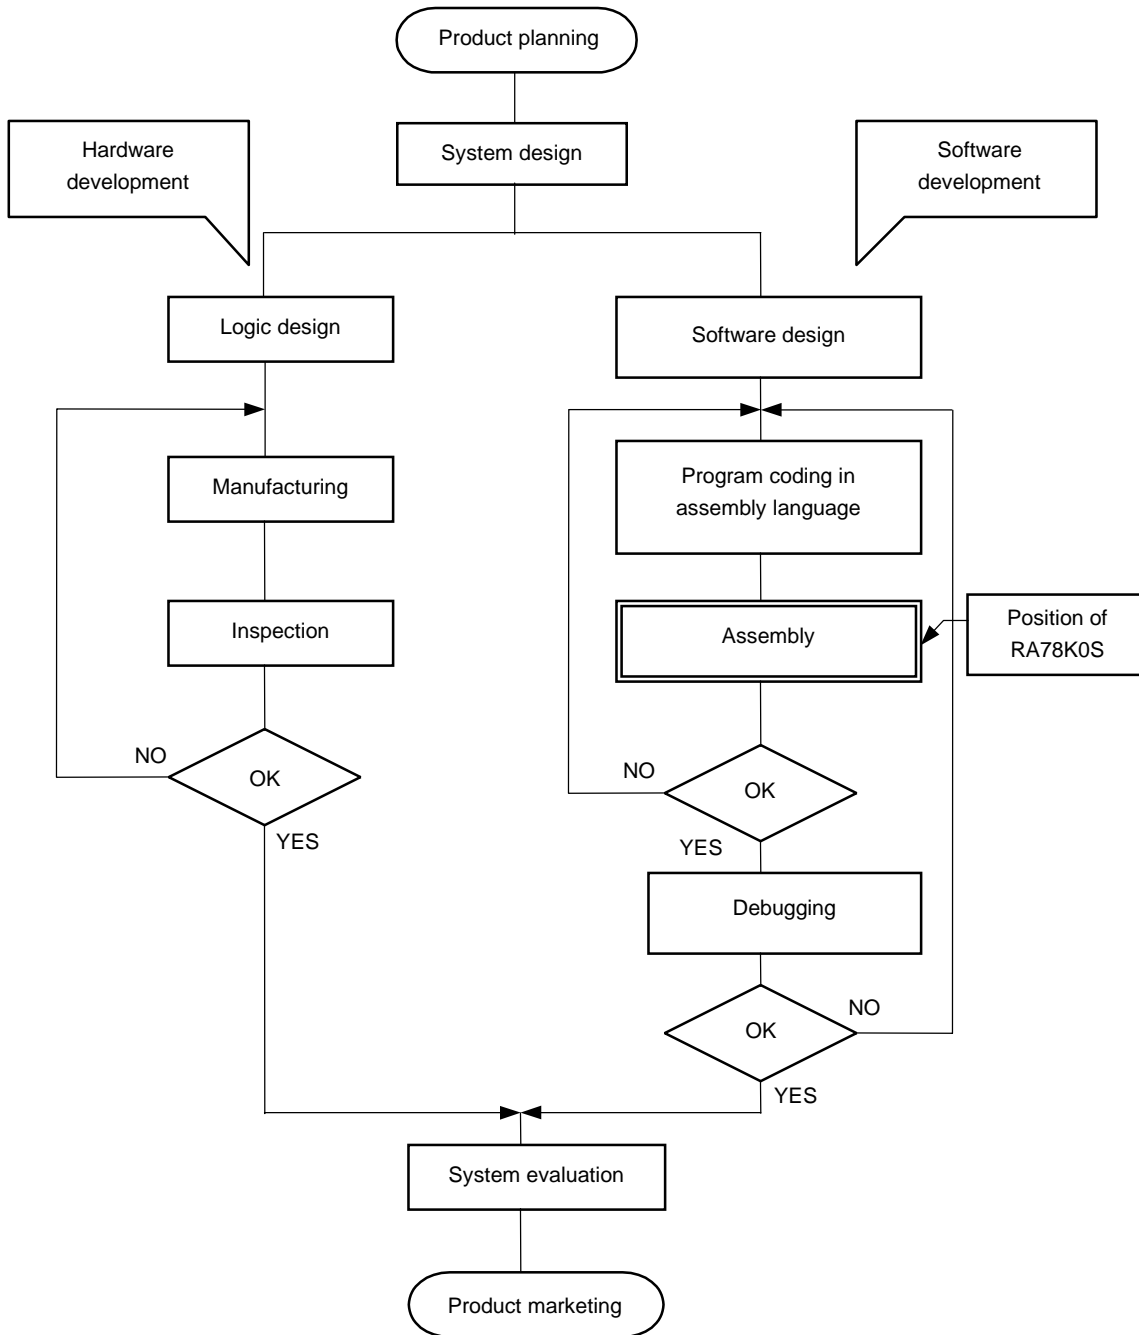 Product planning
Hardware
development
System design
Software
development
Logic design
Software design
Manufacturing
Program coding in
assembly language
Inspection
Assembly
Position of
RA78K0S
NO
OK
YES
NO
OK
YES
Debugging
NO
OK
YES
System evaluation
Product marketing